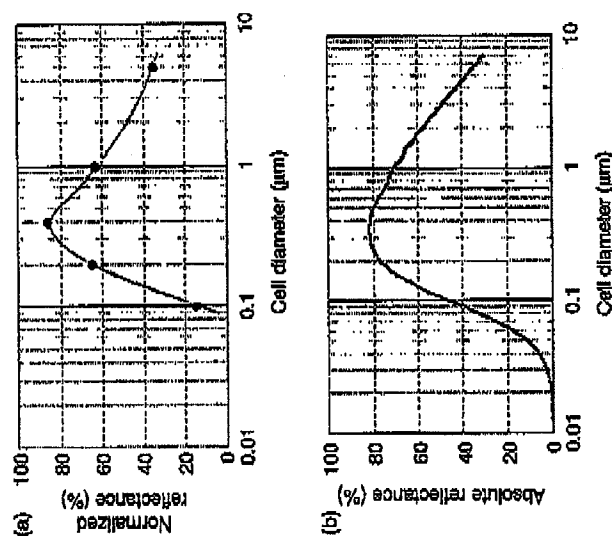 (a)
Normalized
reflectance (%)
100
80
60
40
20
0
0.01
0.1
1
10
Cell diameter (μm)
(b)
Absolute reflectance (%)
100
80
60
40
20
0
0.01
0.1
1
10
Cell diameter (μm)